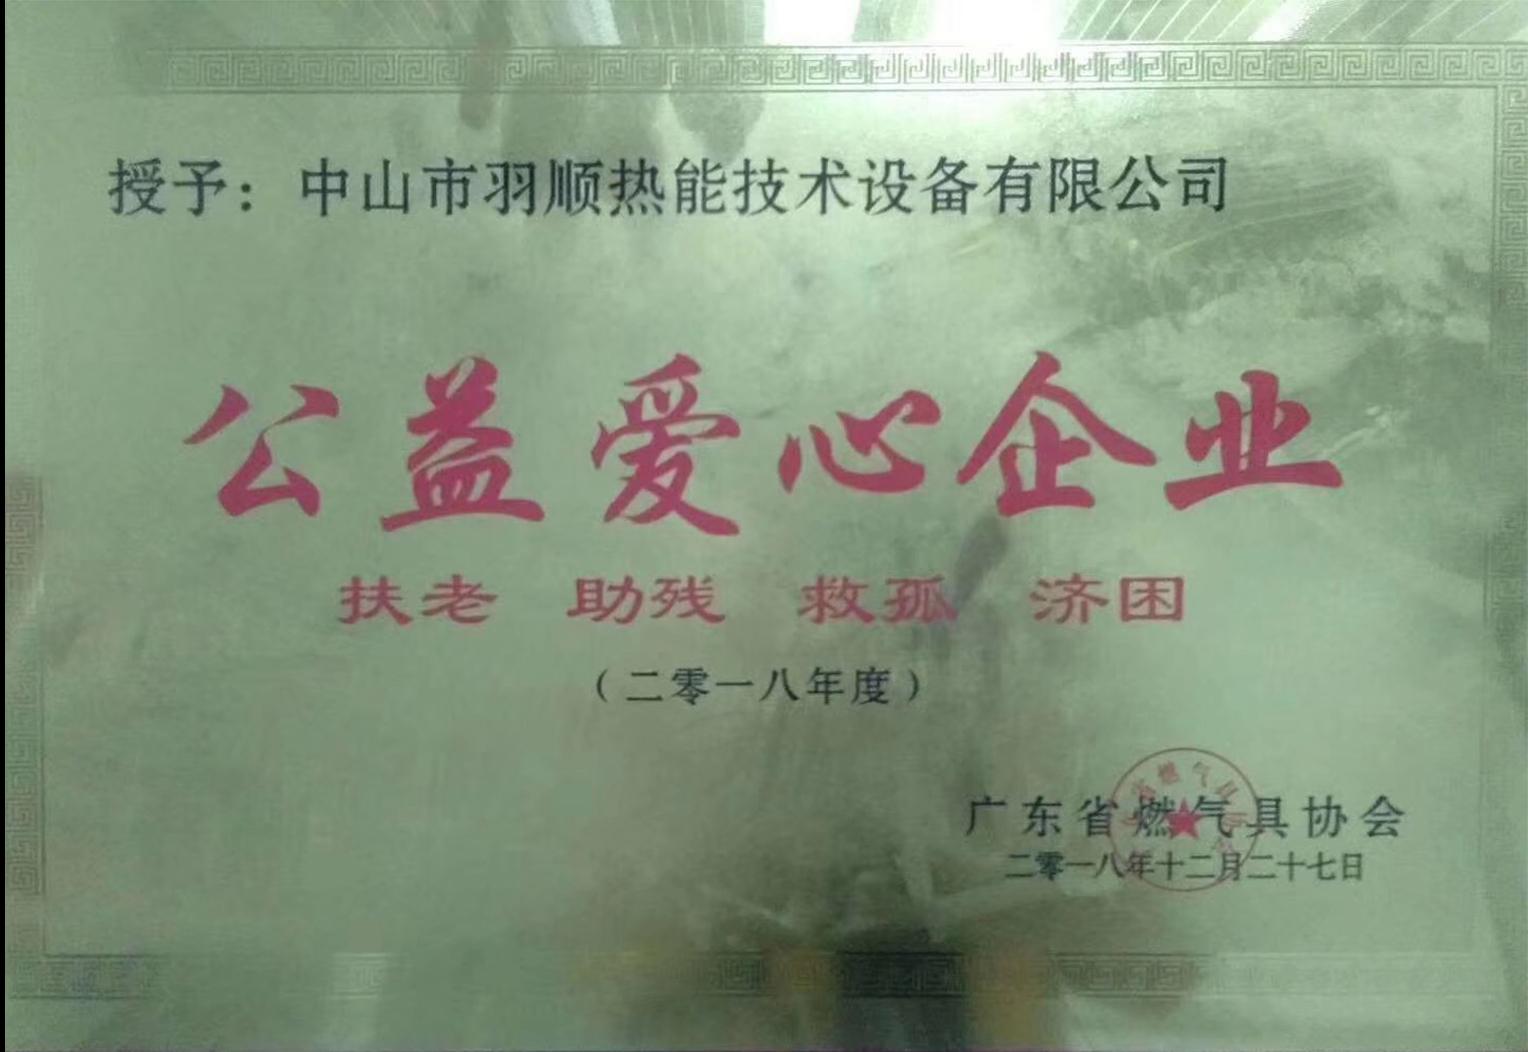 授予：中山市羽顺热能技术设备有限公司
公益爱心企业
扶老 助残 救孤 济困
（二零一八年度）
广东省燃气具协会
二零一八年十二月二十七日